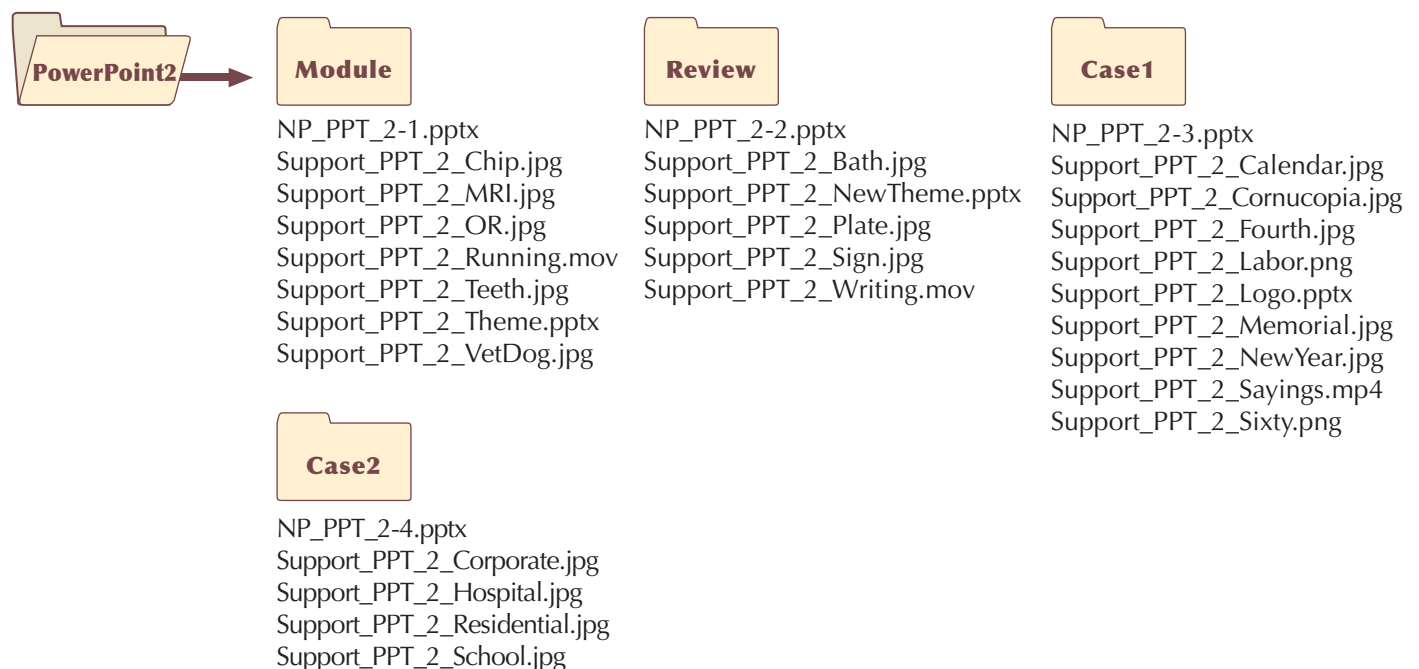 PowerPoint2
Module
NP_PPT_2-1.pptx
Support_PPT_2_Chip.jpg
Support_PPT_2_MRI.jpg
Support_PPT_2_OR.jpg
Support_PPT_2_Running.mov
Support_PPT_2_Teeth.jpg
Support_PPT_2_Theme.pptx
Support_PPT_2_VetDog.jpg
Review
NP_PPT_2-2.pptx
Support_PPT_2_Bath.jpg
Support_PPT_2_NewTheme.pptx
Support_PPT_2_Plate.jpg
Support_PPT_2_Sign.jpg
Support_PPT_2_Writing.mov
Case1
NP_PPT_2-3.pptx
Support_PPT_2_Calendar.jpg
Support_PPT_2_Cornucopia.jpg
Support_PPT_2_Fourth.jpg
Support_PPT_2_Labor.png
Support_PPT_2_Logo.pptx
Support_PPT_2_Memorial.jpg
Support_PPT_2_NewYear.jpg
Support_PPT_2_Sayings.mp4
Support_PPT_2_Sixty.png
Case2
NP_PPT_2-4.pptx
Support_PPT_2_Corporate.jpg
Support_PPT_2_Hospital.jpg
Support_PPT_2_Residential.jpg
Support_PPT_2_School.jpg